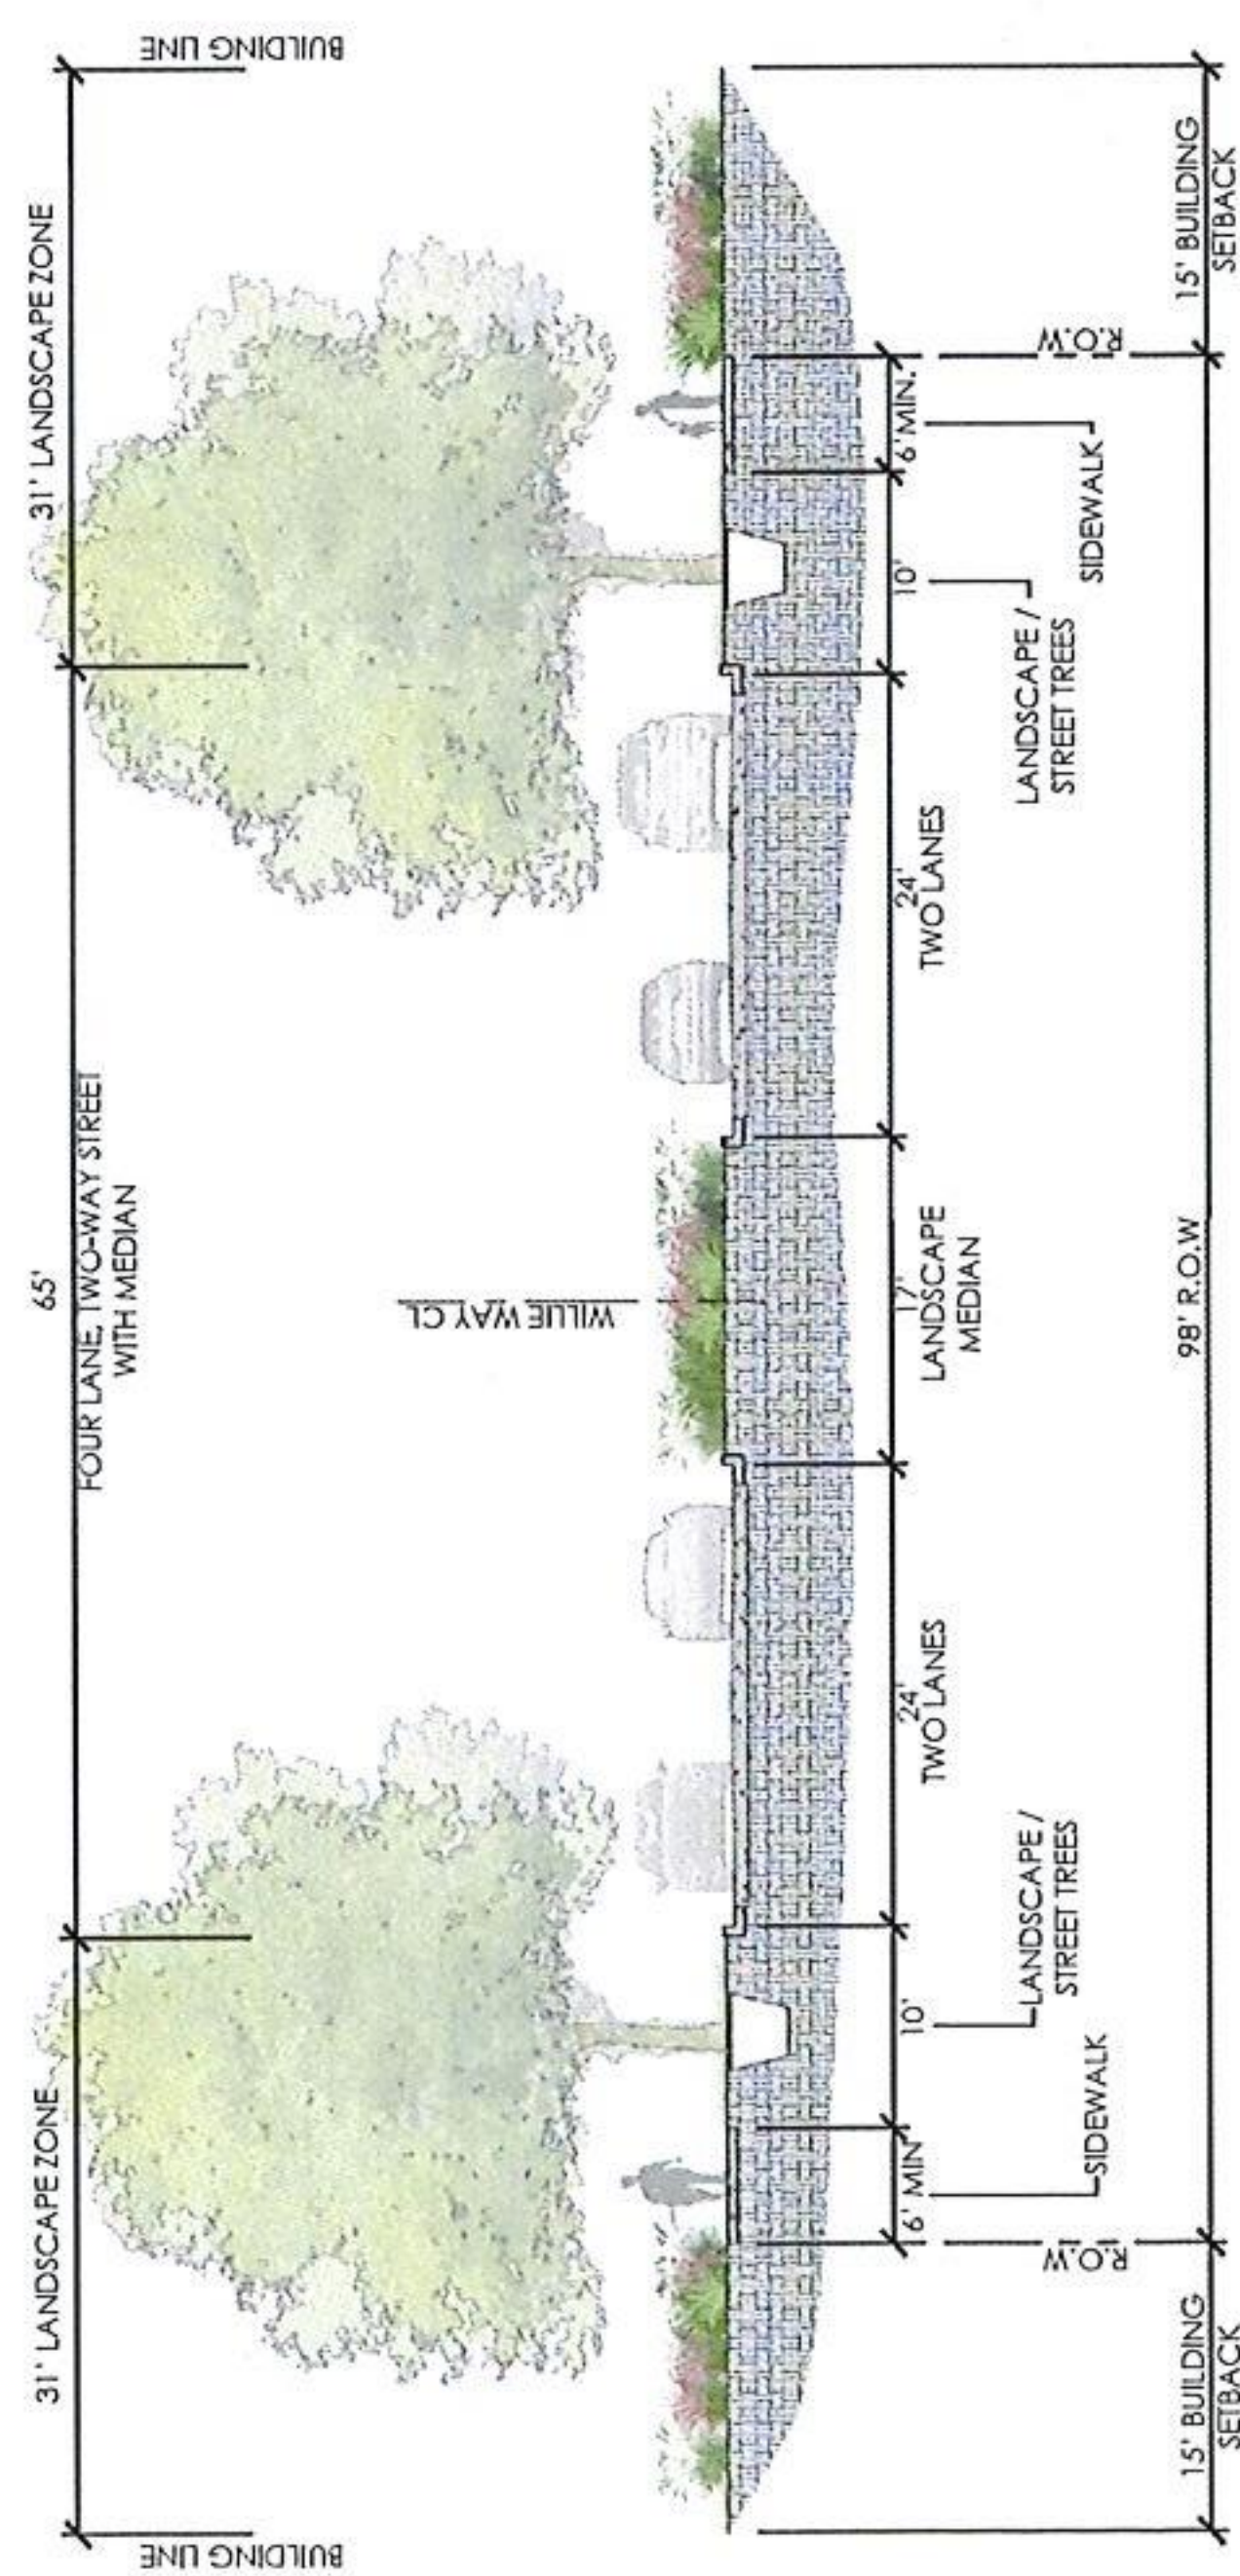 31' LANDSCAPE ZONE
65'
FOUR LANE, TWO-WAY STREET
WITH MEDIAN
31' LANDSCAPE ZONE
BUILDING LINE
BUILDING LINE
WILLIE WAY CL
6' MIN
10'
24'
TWO LANES
17'
LANDSCAPE
MEDIAN
24'
TWO LANES
10'
6' MIN.
SIDEWALK
LANDSCAPE /
STREET TREES
LANDSCAPE /
STREET TREES
SIDEWALK
R.O.W
R.O.W
15' BUILDING
SETBACK
98' R.O.W
15' BUILDING
SETBACK